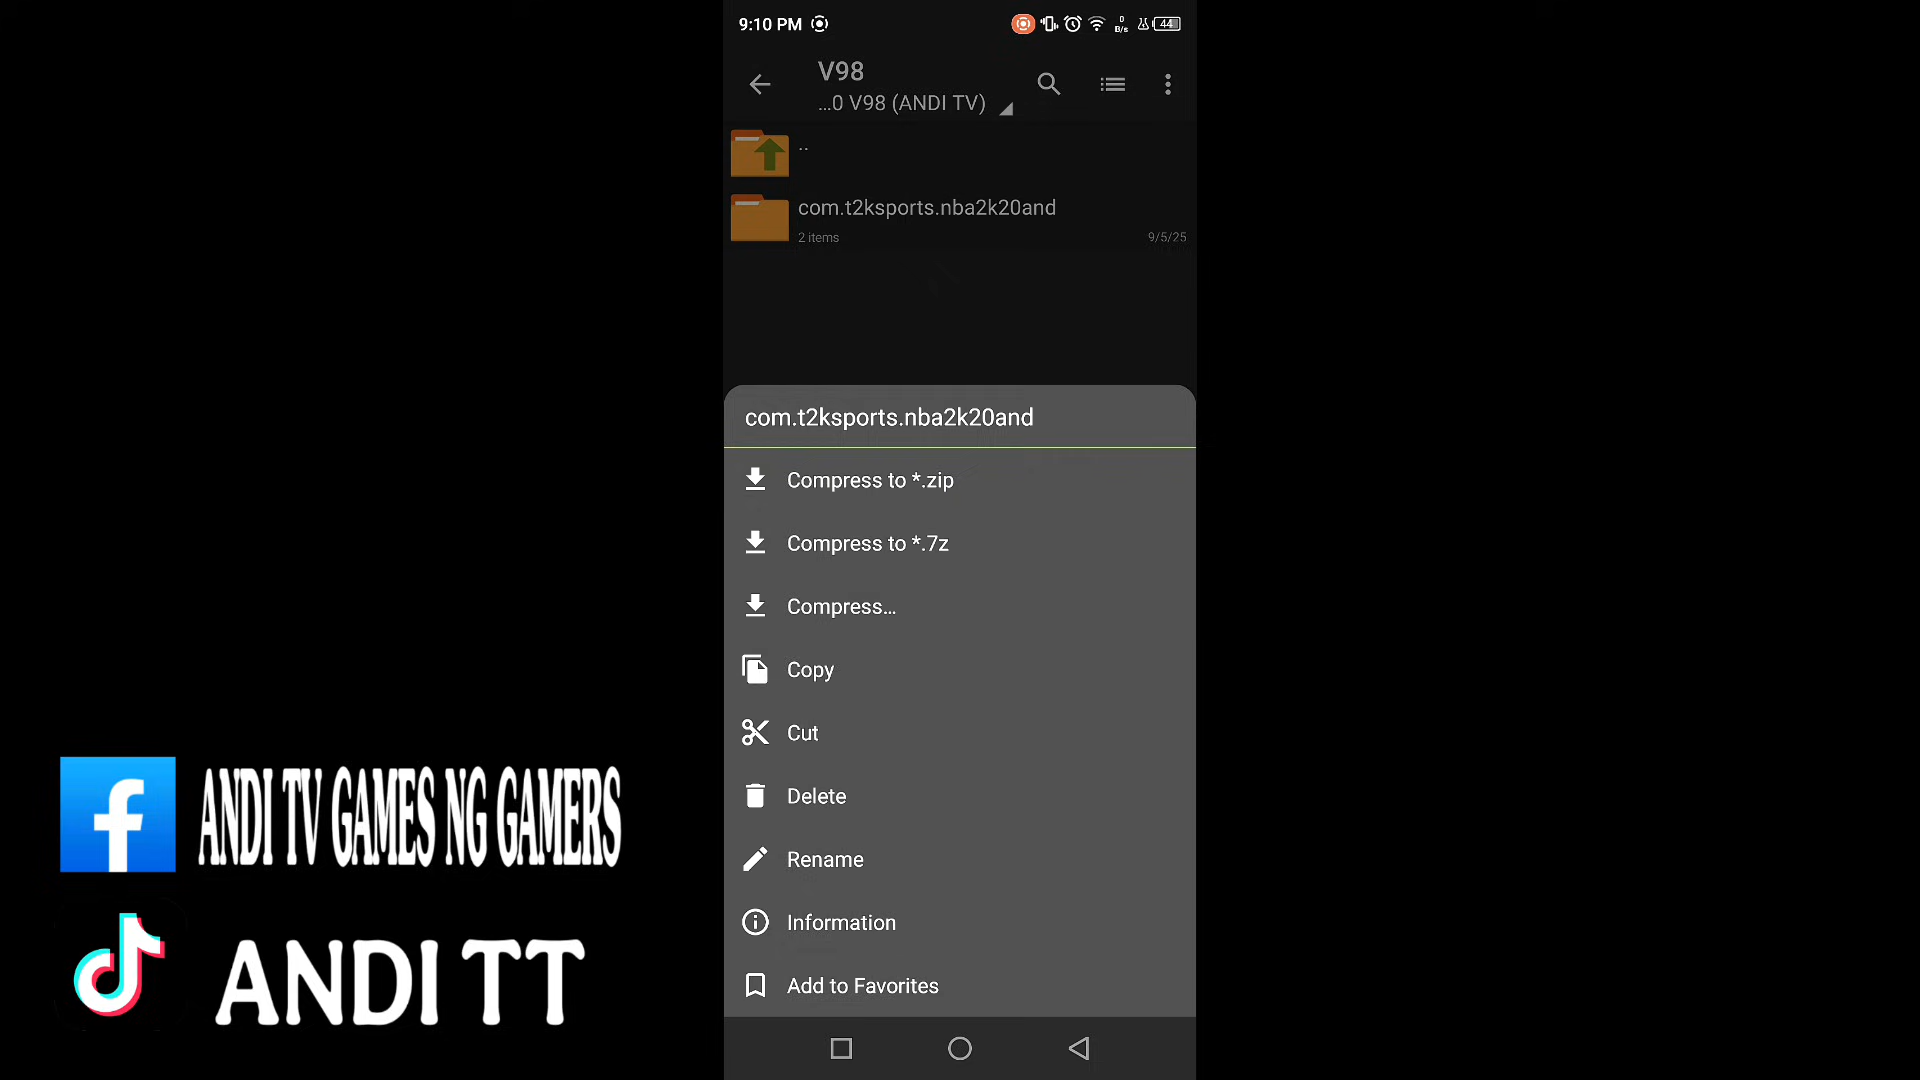 9:10 PM
0
B/s
44
V98
...0 V98 (ANDI TV)
..
com.t2ksports.nba2k20and
2 items
9/5/25
com.t2ksports.nba2k20and
Compress to *.zip
Compress to *.7z
Compress...
Copy
Cut
Delete
Rename
Information
Add to Favorites
ANDI TV GAMES NG GAMERS
ANDI TT